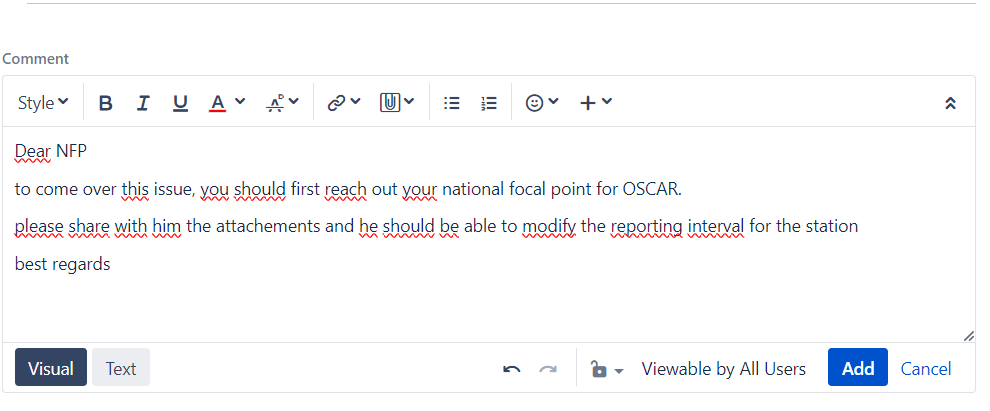 Comment
Style B I U A
Dear NFP
to come over this issue, you should first reach out your national focal point for OSCAR.
please share with him the attachements and he should be able to modify the reporting interval for the station
best regards
Visual Text Viewable by All Users Add Cancel